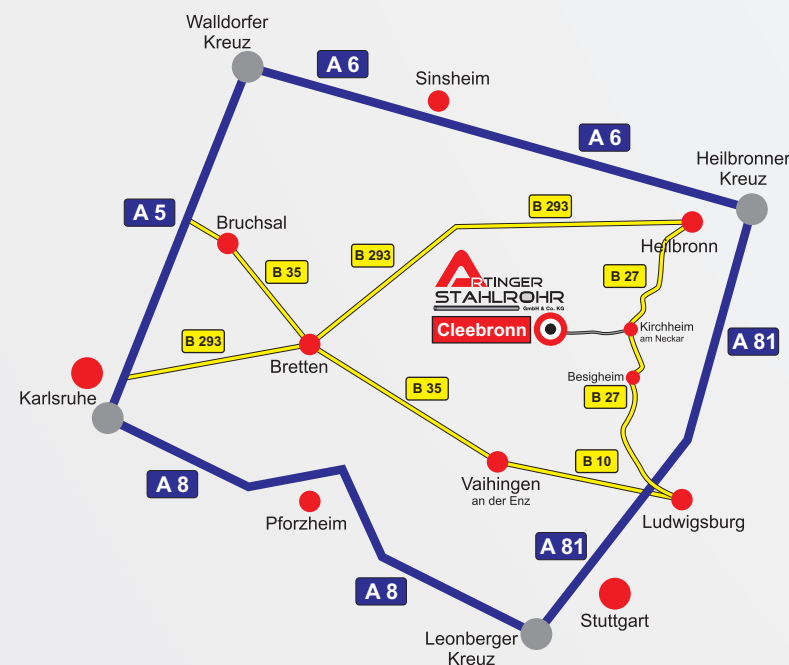 Walldorfer
Kreuz
A 6
Sinsheim
A 6
Heilbronner
Kreuz
A 5
Bruchsal
B 293
Heilbronn
B 293
B 35
B 27
ARTINGER
STAHLROHR
GmbH & Co. KG
Cleebronn
Kirchheim
am Neckar
B 293
A 81
Bretten
Karlsruhe
B 35
Besigheim
B 27
B 10
A 8
Vaihingen
an der Enz
Pforzheim
Ludwigsburg
A 81
A 8
Stuttgart
Leonberger
Kreuz